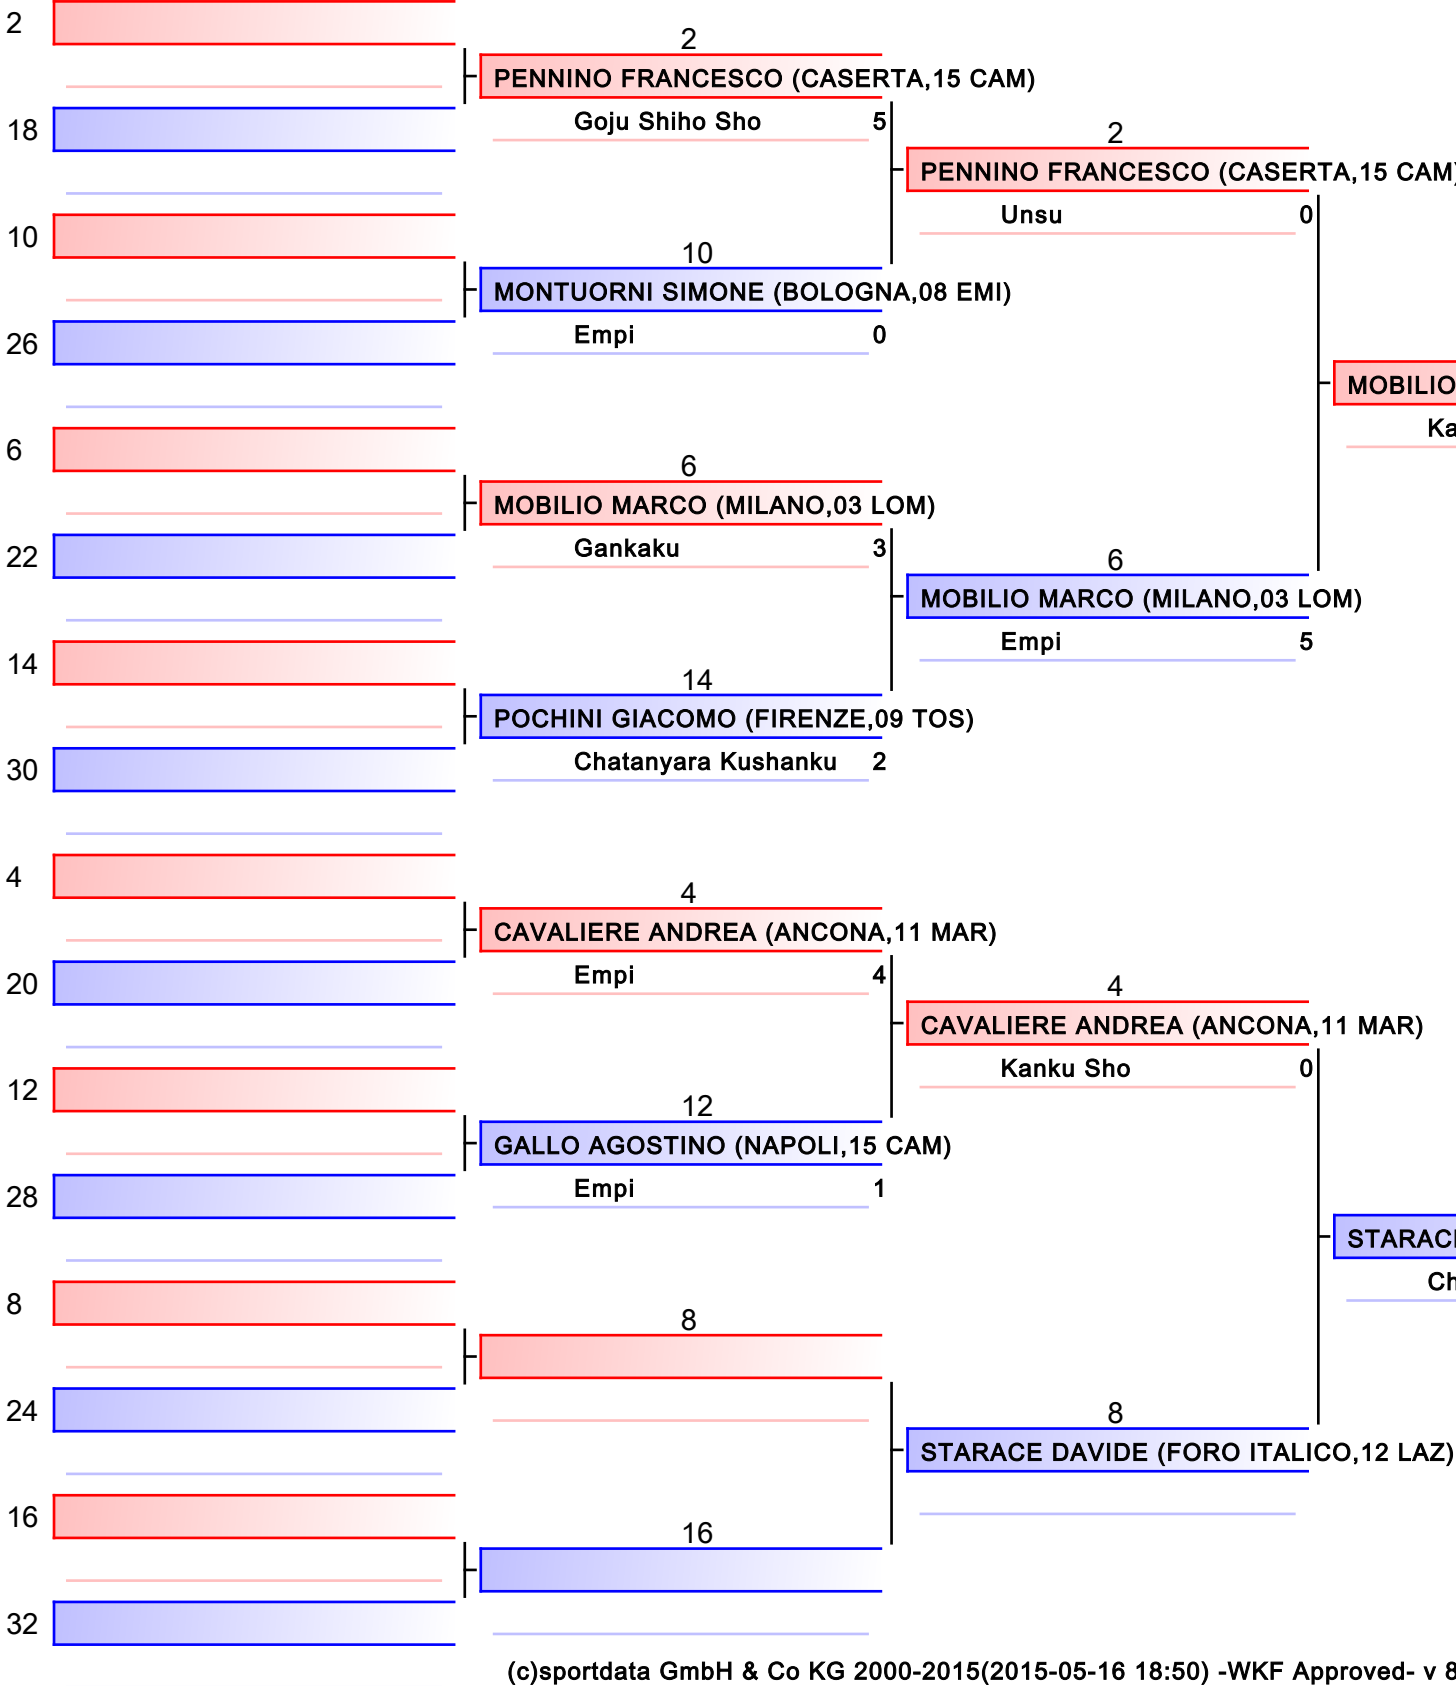 2
18
10
26
6
22
14
30
4
20
12
28
8
24
16
32
2
PENNINO FRANCESCO (CASERTA,15 CAM)
Goju Shiho Sho 5
10
MONTUORNI SIMONE (BOLOGNA,08 EMI)
Empi 0
6
MOBILIO MARCO (MILANO,03 LOM)
Gankaku 3
14
POCHINI GIACOMO (FIRENZE,09 TOS)
Chatanyara Kushanku 2
4
CAVALIERE ANDREA (ANCONA,11 MAR)
Empi 4
12
GALLO AGOSTINO (NAPOLI,15 CAM)
Empi 1
8
16
2
PENNINO FRANCESCO (CASERTA,15 CAM)
Unsu 0
6
MOBILIO MARCO (MILANO,03 LOM)
Empi 5
4
CAVALIERE ANDREA (ANCONA,11 MAR)
Kanku Sho 0
8
STARACE DAVIDE (FORO ITALICO,12 LAZ)
MOBILIO
Ka
STARACE
Ch
(c)sportdata GmbH & Co KG 2000-2015(2015-05-16 18:50) -WKF Approved- v 8